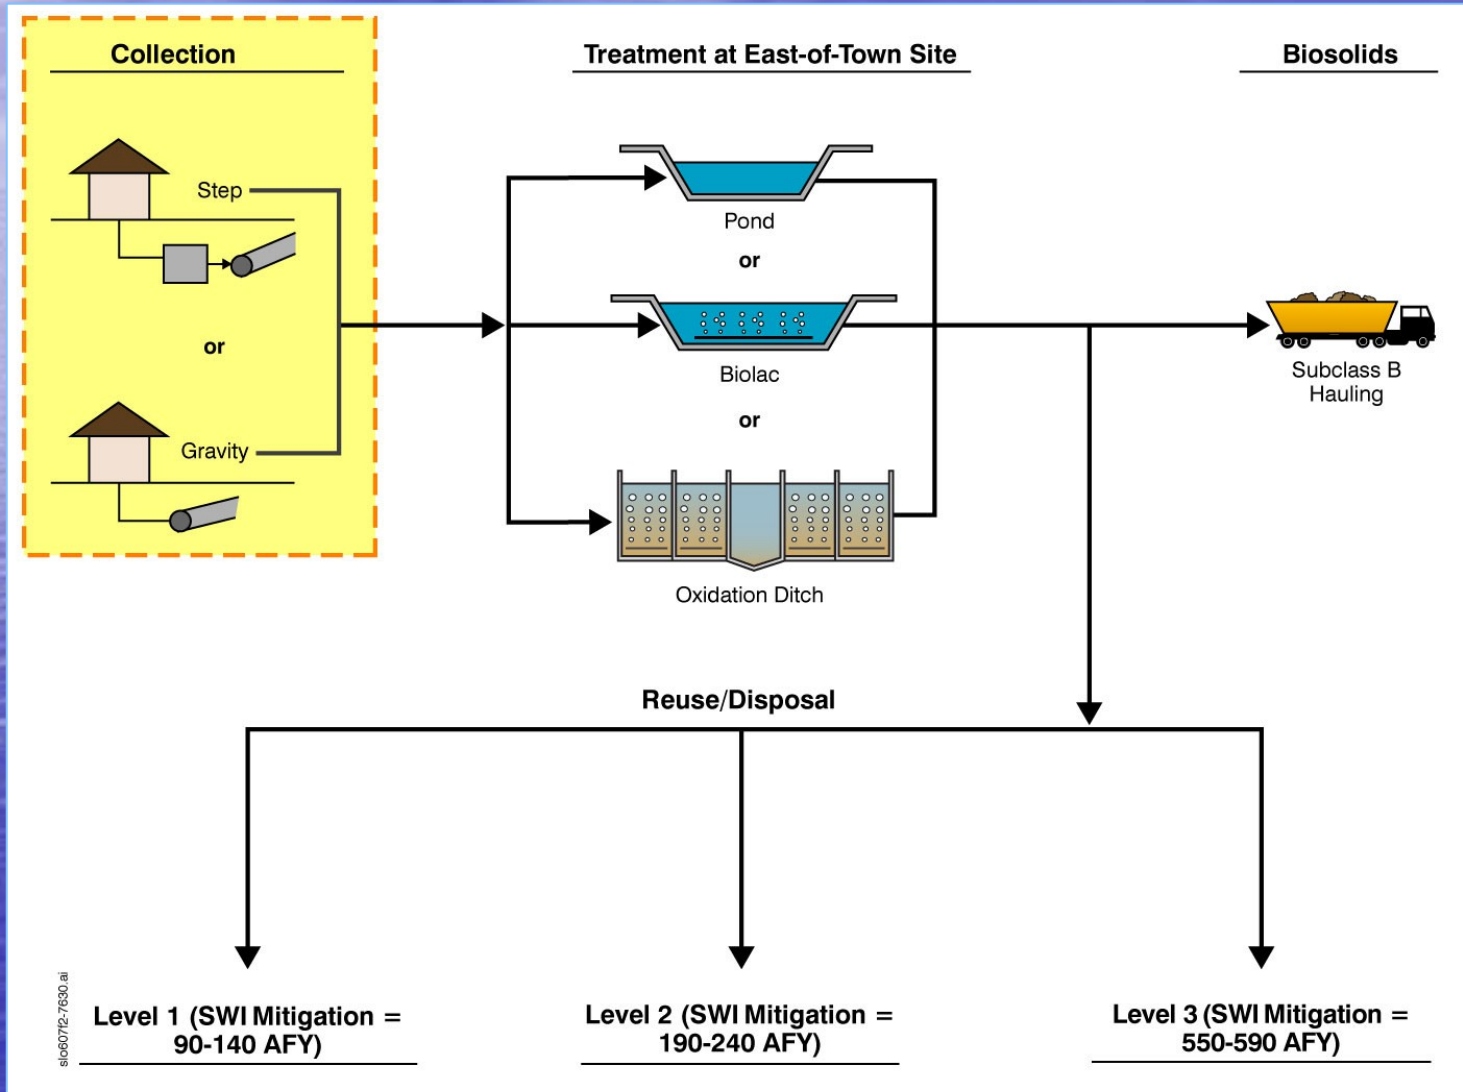 Collection
Treatment at East-of-Town Site
Biosolids
Step
or
Gravity
Pond
or
Biolac
or
Oxidation Ditch
Subclass B
Hauling
Reuse/Disposal
Level 1 (SWI Mitigation =
90-140 AFY)
Level 2 (SWI Mitigation =
190-240 AFY)
Level 3 (SWI Mitigation =
550-590 AFY)
slo607f2-7630.ai